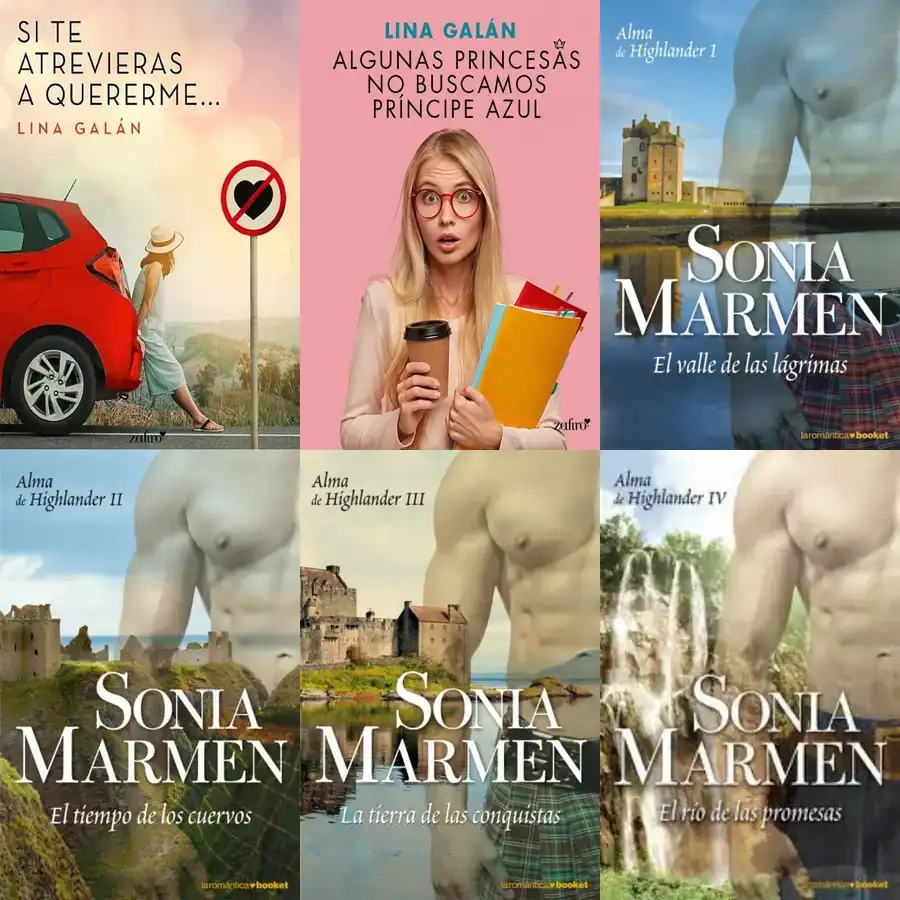 SI TE
ATREVIERAS
A QUERERME...
LINA GALÁN
zafiro
LINA GALÁN
ALGUNAS PRINCESAS
NO BUSCAMOS
PRÍNCIPE AZUL
zafiro
Alma
de Highlander I
SONIA
MARMEN
El valle de las lágrimas
laromántica booket
Alma
de Highlander II
SONIA
MARMEN
El tiempo de los cuervos
laromántica booket
Alma
de Highlander III
SONIA
MARMEN
La tierra de las conquistas
laromántica booket
Alma
de Highlander IV
SONIA
MARMEN
El río de las promesas
laromántica booket